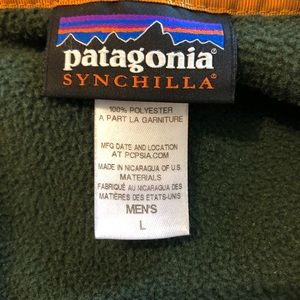 patagonia
SYNCHILLA
100% POLYESTER
A PART LA GARNITURE
MFG DATE AND LOCATION
AT PCPSIA.COM
MADE IN NICARAGUA OF U.S.
MATERIALS
FABRIQUÉ AU NICARAGUA DES
MATIÈRES DES ETATS-UNIS
MEN'S
L